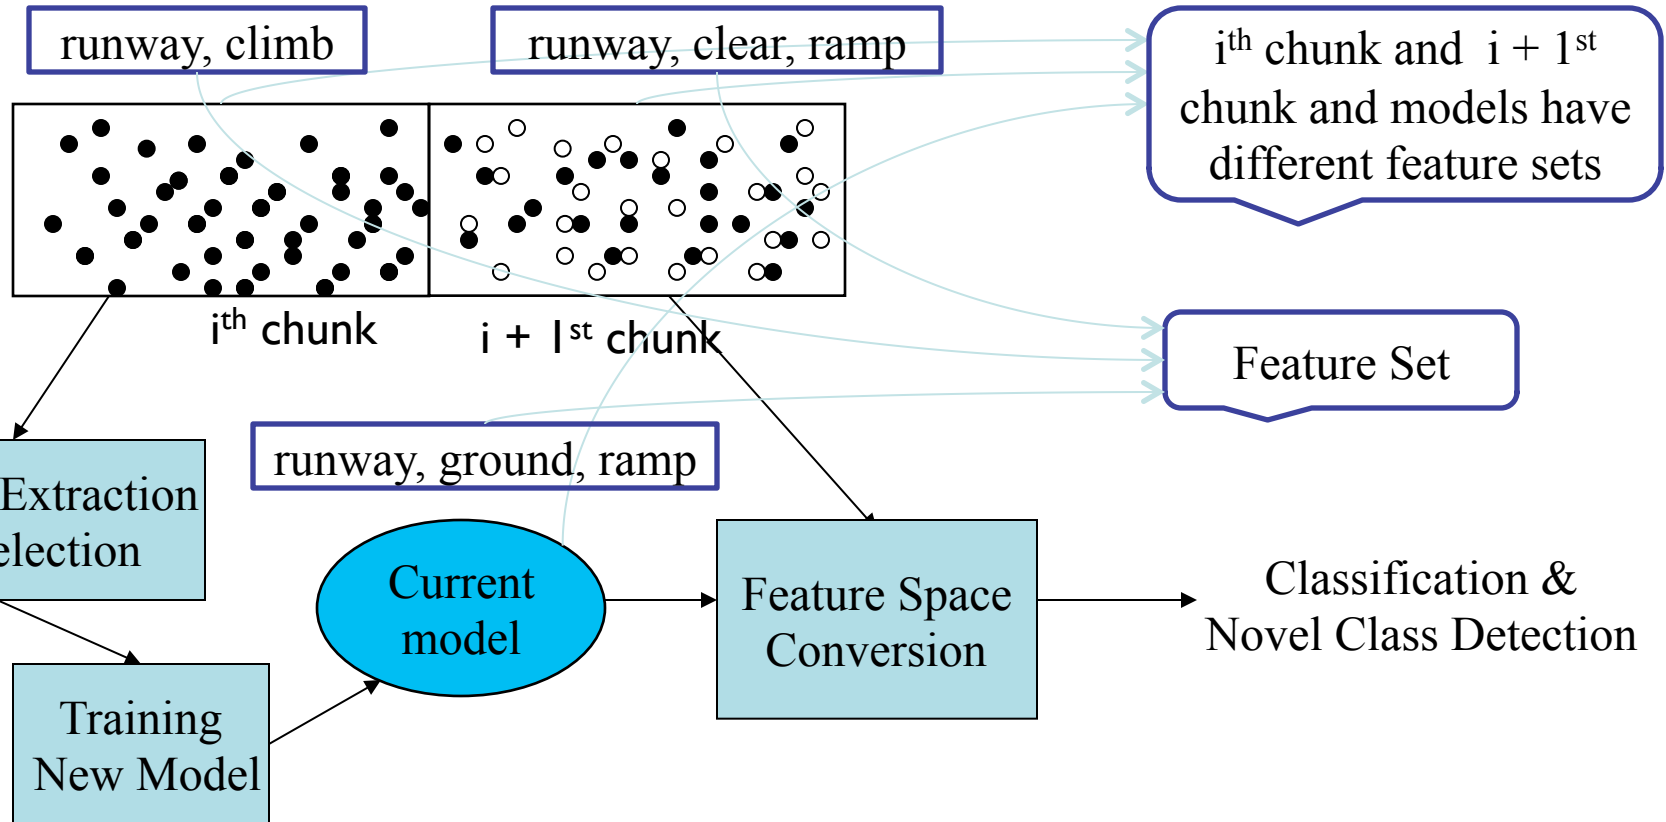 runway, climb
runway, clear, ramp
iᵗʰ chunk and i + 1ˢᵗ
chunk and models have
different feature sets
iᵗʰ chunk
i + 1ˢᵗ chunk
Feature Set
runway, ground, ramp
Extraction
election
Current
model
Feature Space
Conversion
Classification &
Novel Class Detection
Training
New Model